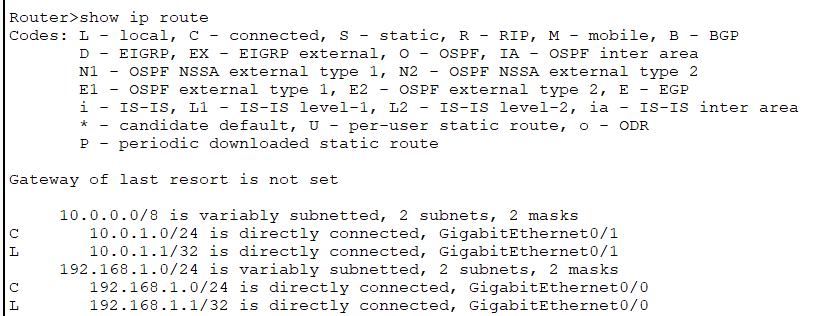 Router>show ip route
Codes: L - local, C - connected, S - static, R - RIP, M - mobile, B - BGP
       D - EIGRP, EX - EIGRP external, O - OSPF, IA - OSPF inter area
       N1 - OSPF NSSA external type 1, N2 - OSPF NSSA external type 2
       E1 - OSPF external type 1, E2 - OSPF external type 2, E - EGP
       i - IS-IS, L1 - IS-IS level-1, L2 - IS-IS level-2, ia - IS-IS inter area
       * - candidate default, U - per-user static route, o - ODR
       P - periodic downloaded static route

Gateway of last resort is not set

     10.0.0.0/8 is variably subnetted, 2 subnets, 2 masks
C       10.0.1.0/24 is directly connected, GigabitEthernet0/1
L       10.0.1.1/32 is directly connected, GigabitEthernet0/1
     192.168.1.0/24 is variably subnetted, 2 subnets, 2 masks
C       192.168.1.0/24 is directly connected, GigabitEthernet0/0
L       192.168.1.1/32 is directly connected, GigabitEthernet0/0